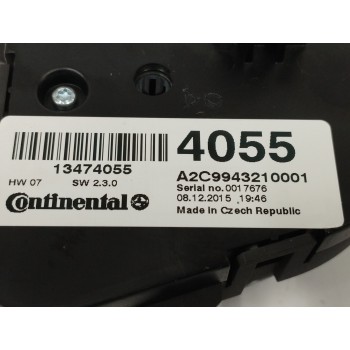 04
13474055
HW 07 SW 2.3.0
Continental
4055
A2C9943210001
Serial no.0017676
08.12.2015 19:46
Made in Czech Republic